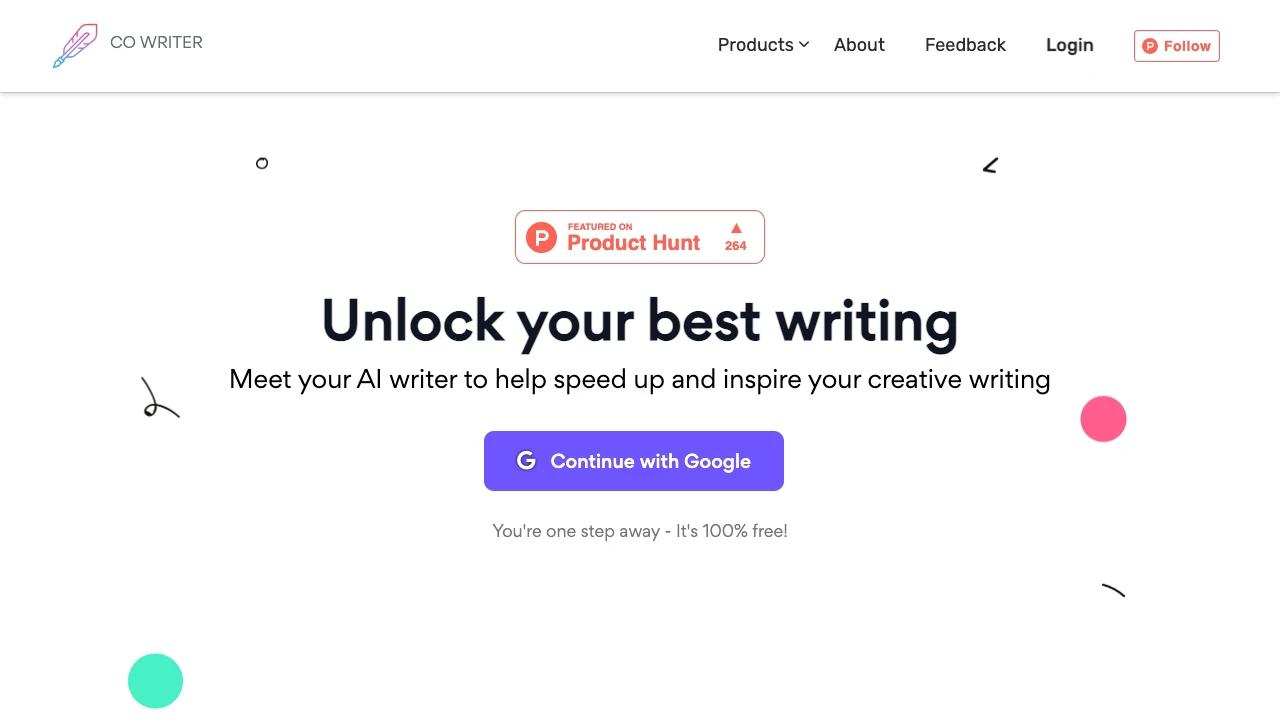 CO WRITER
Products
About
Feedback
Login
P Follow
P
FEATURED ON
Product Hunt
264
Unlock your best writing
Meet your AI writer to help speed up and inspire your creative writing
G Continue with Google
You're one step away - It's 100% free!